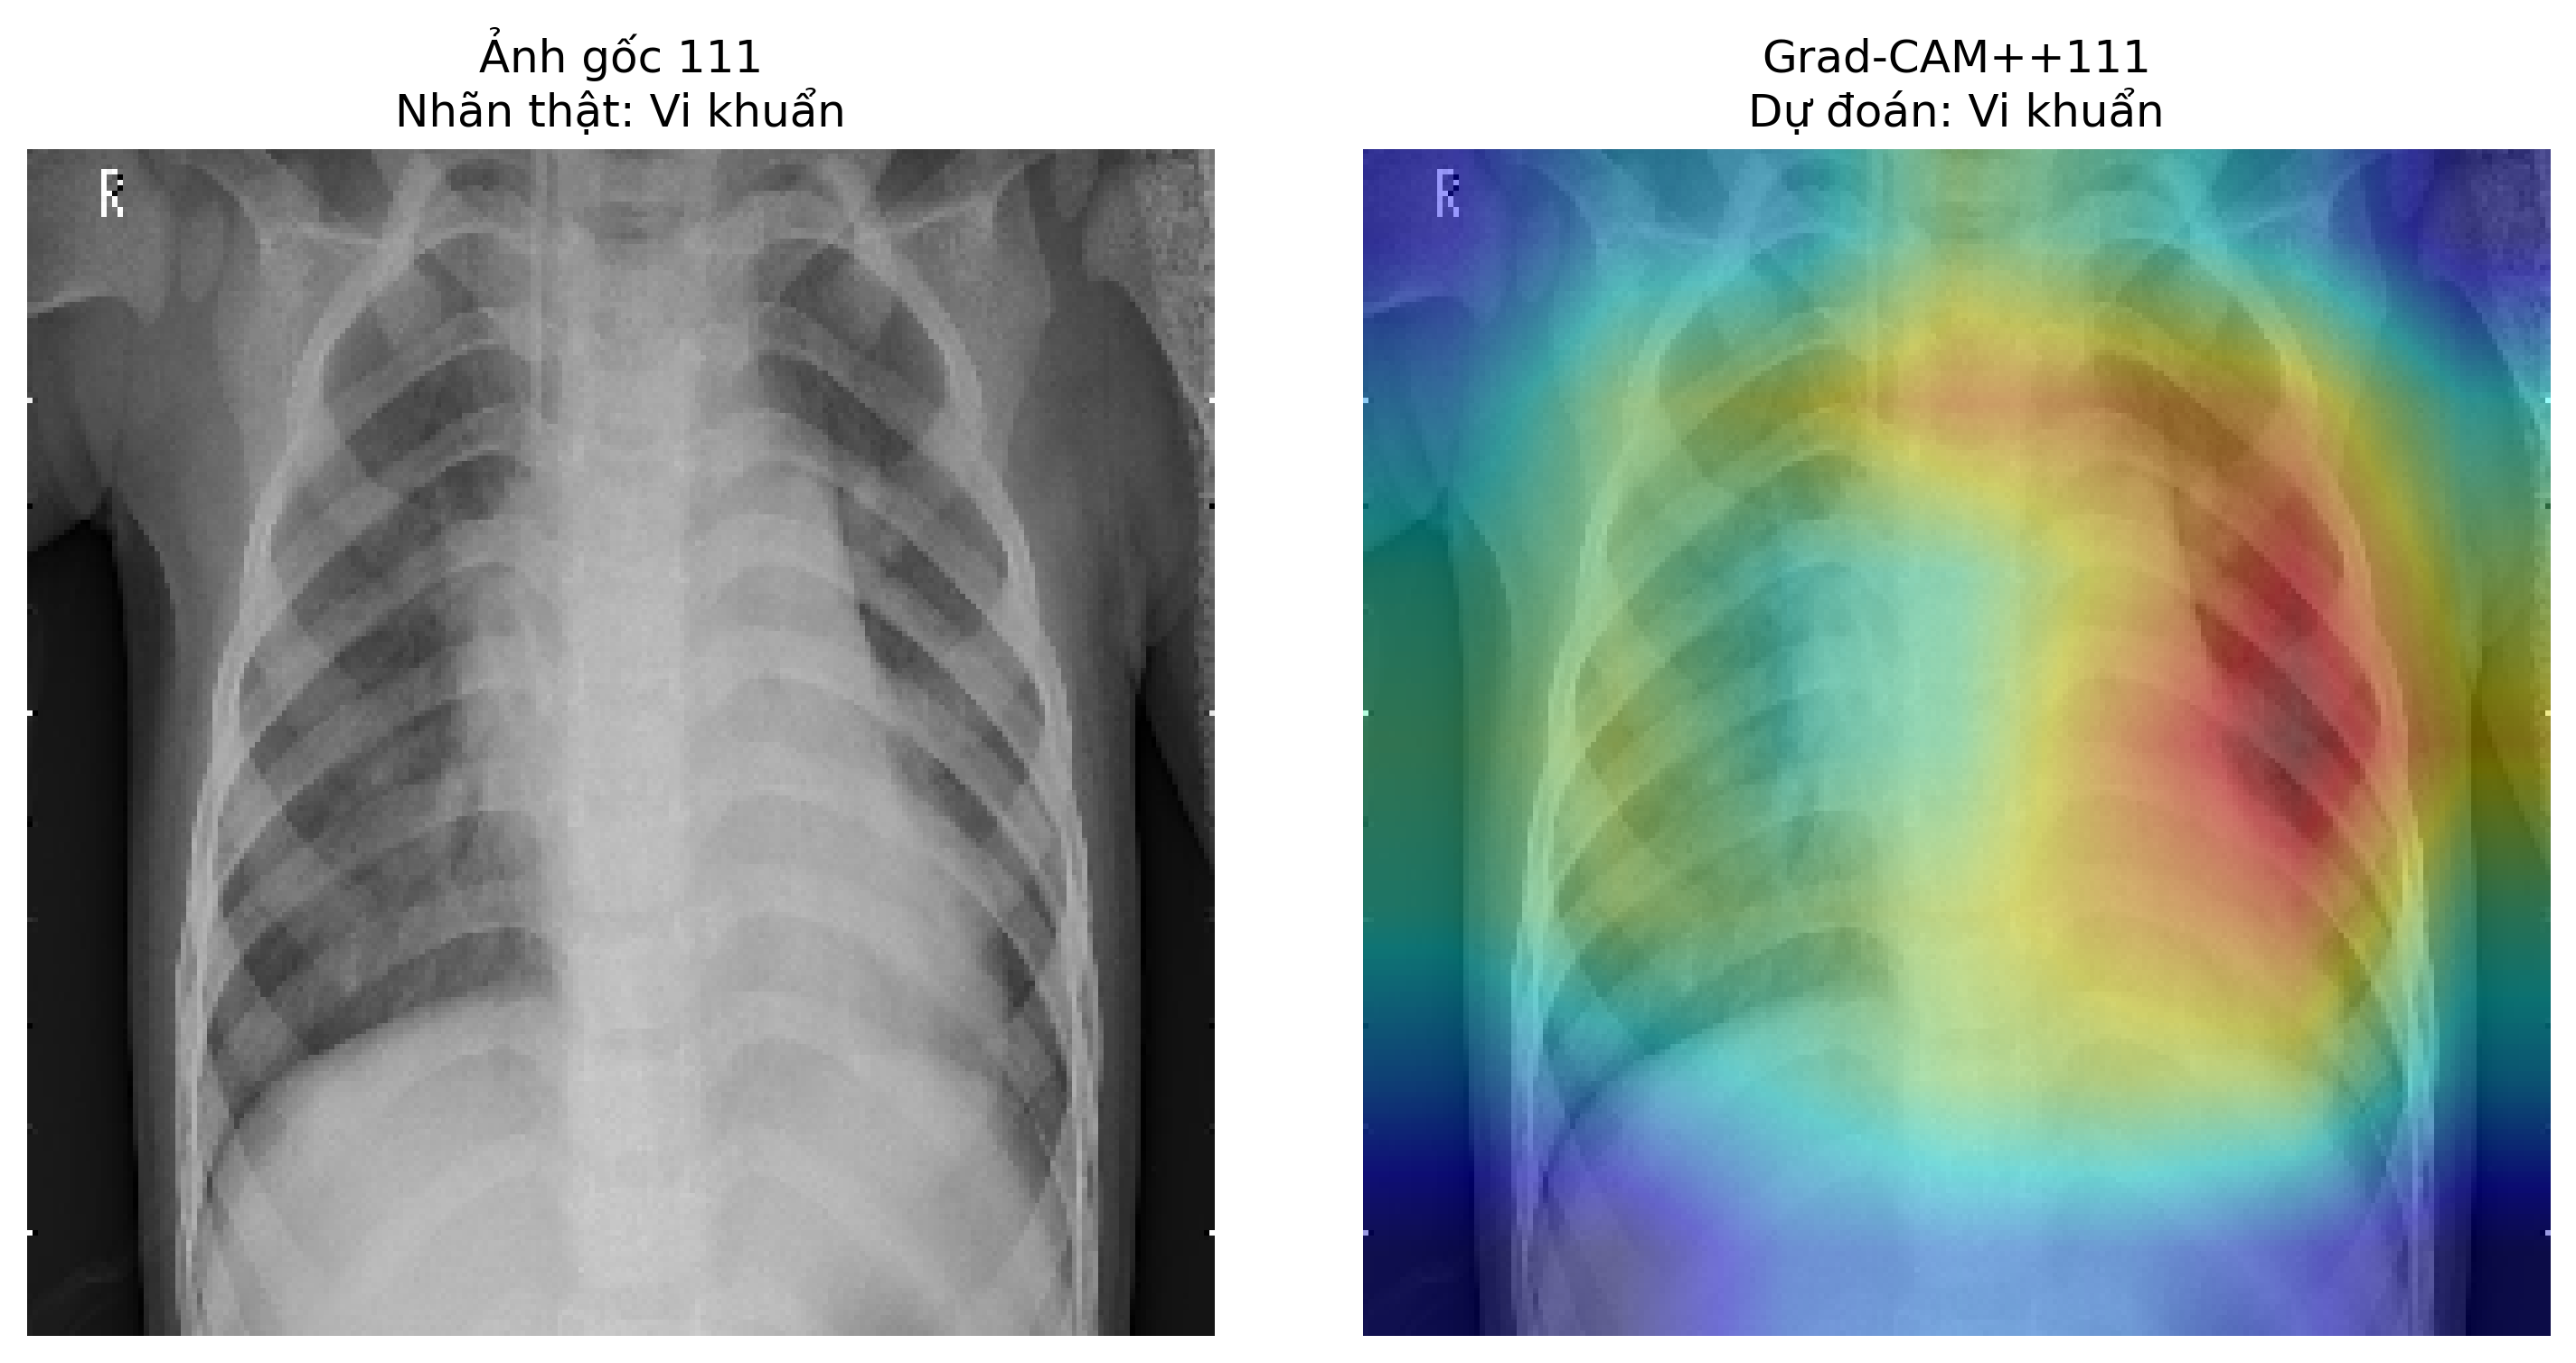 Ảnh gốc 111
Nhãn thật: Vi khuẩn
Grad-CAM++111
Dự đoán: Vi khuẩn
R
R